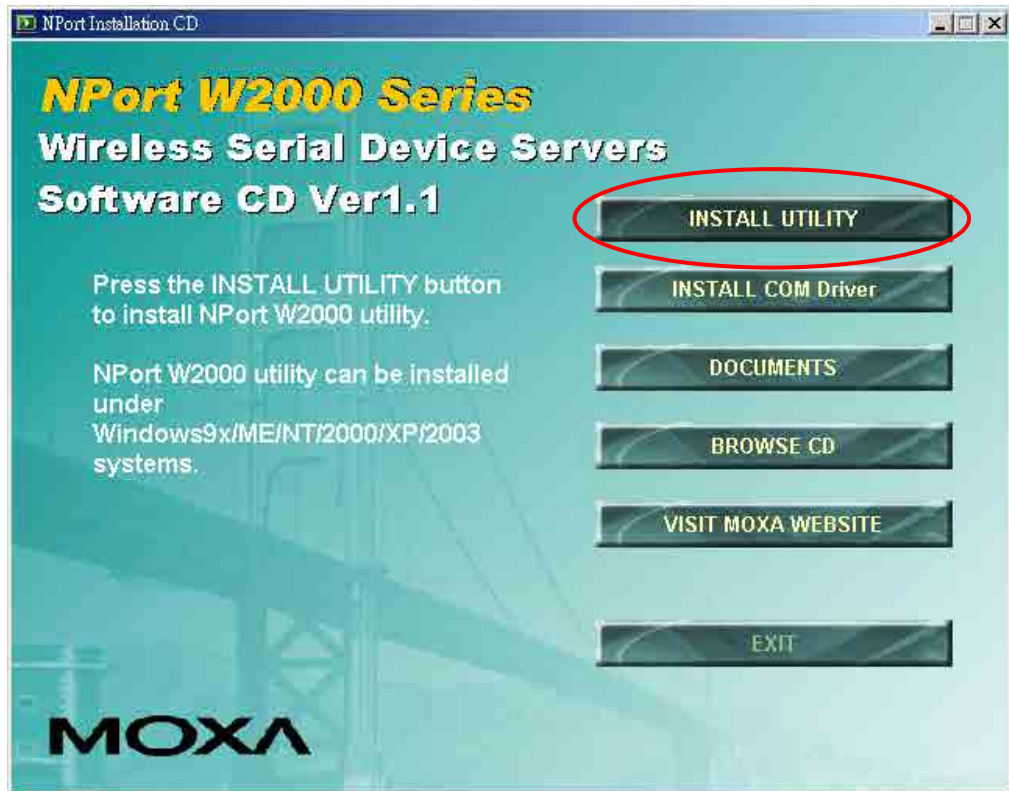 NPort Installation CD
NPort W2000 Series
Wireless Serial Device Servers
Software CD Ver1.1
INSTALL UTILITY
Press the INSTALL UTILITY button
to install NPort W2000 utility.
NPort W2000 utility can be installed
under
Windows9x/ME/NT/2000/XP/2003
systems.
INSTALL COM Driver
DOCUMENTS
BROWSE CD
VISIT MOXA WEBSITE
EXIT
MOXA